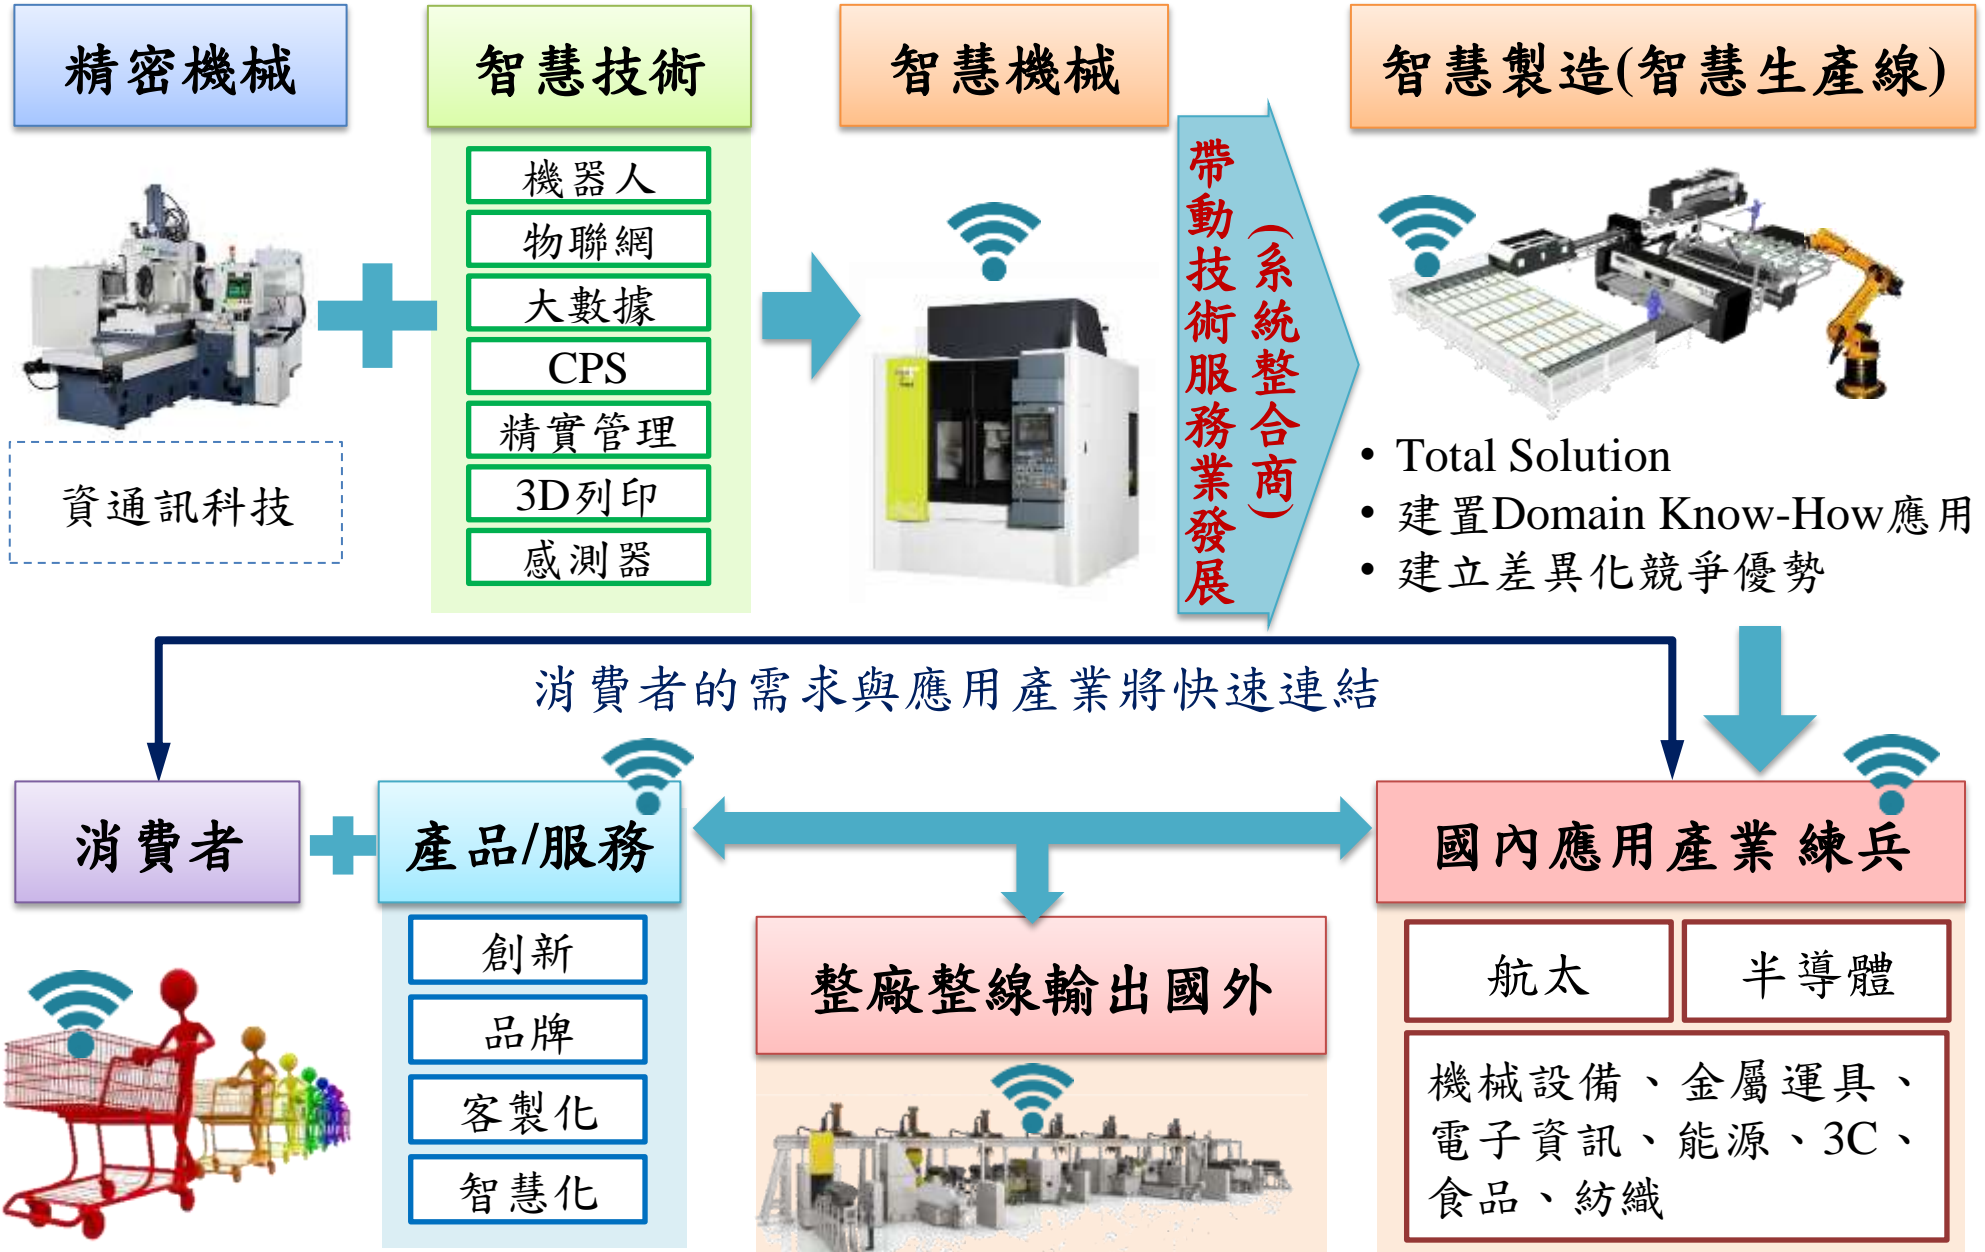 精密機械
智慧技術
智慧機械
智慧製造(智慧生產線)
資通訊科技
機器人
物聯網
大數據
CPS
精實管理
3D列印
感測器
帶動技術服務業發展
(系統整合商)
• Total Solution
• 建置Domain Know-How應用
• 建立差異化競爭優勢
消費者的需求與應用產業將快速連結
消費者
產品/服務
創新
品牌
客製化
智慧化
整廠整線輸出國外
國內應用產業練兵
航太
半導體
機械設備、金屬運具、
電子資訊、能源、3C、
食品、紡織